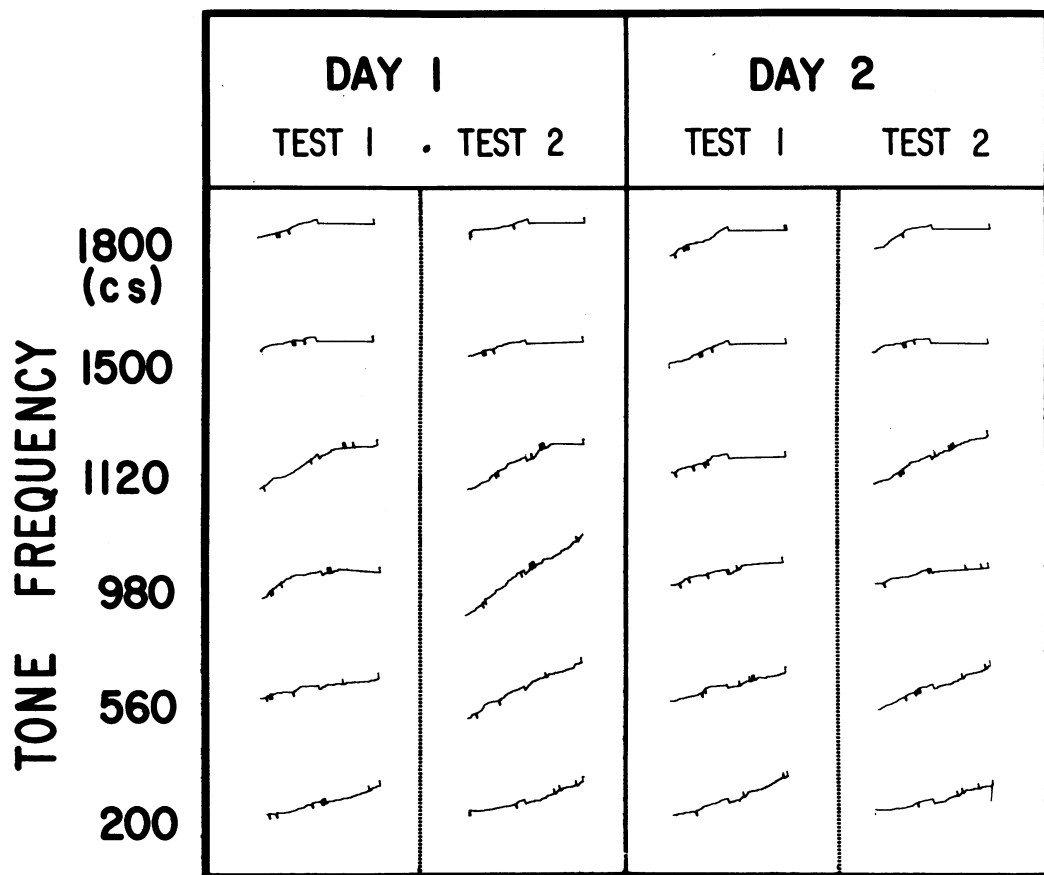 DAY 1 DAY 2
TEST 1 . TEST 2 TEST 1 TEST 2
1800
(cs)
1500
1120
980
560
200
TONE FREQUENCY